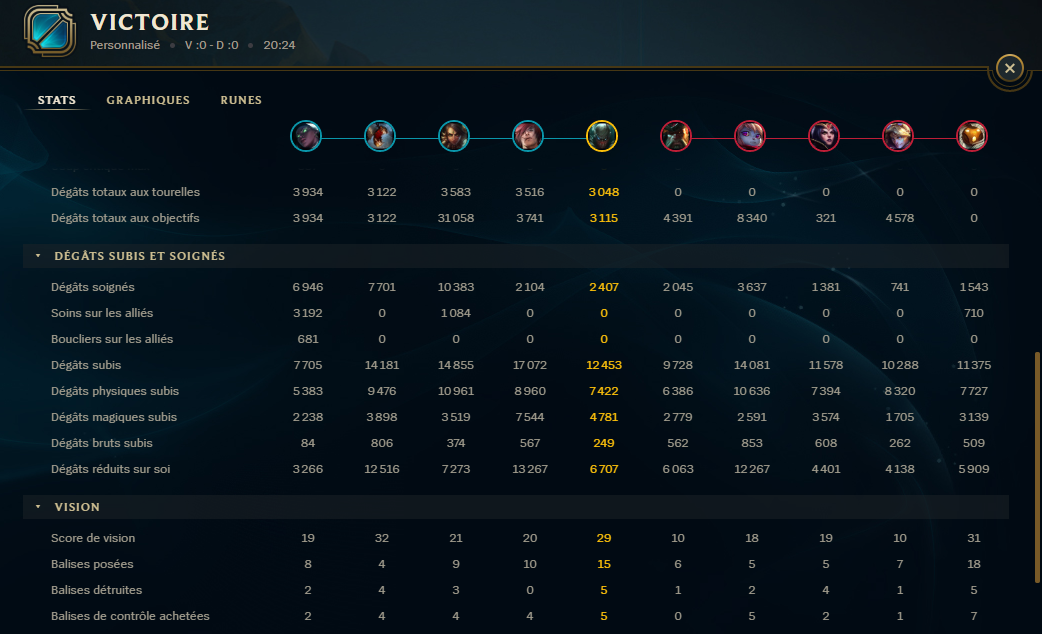 VICTOIRE
Personnalisé • V :0 - D :0 • 20:24
STATS GRAPHIQUES RUNES
Dégâts totaux aux tourelles 3 934 3 122 3 583 3 516 3 048 0 0 0 0 0
Dégâts totaux aux objectifs 3 934 3 122 31 058 3 741 3 115 4 391 8 340 321 4 578 0
DÉGÂTS SUBIS ET SOIGNÉS
Dégâts soignés 6 946 7 701 10 383 2 104 2 407 2 045 3 637 1 381 741 1 543
Soins sur les alliés 3 192 0 1 084 0 0 0 0 0 0 710
Boucliers sur les alliés 681 0 0 0 0 0 0 0 0 0
Dégâts subis 7 705 14 181 14 855 17 072 12 453 9 728 14 081 11 578 10 288 11 375
Dégâts physiques subis 5 383 9 476 10 961 8 960 7 422 6 386 10 636 7 394 8 320 7 727
Dégâts magiques subis 2 238 3 898 3 519 7 544 4 781 2 779 2 591 3 574 1 705 3 139
Dégâts bruts subis 84 806 374 567 249 562 853 608 262 509
Dégâts réduits sur soi 3 266 12 516 7 273 13 267 6 707 6 063 12 267 4 401 4 138 5 909
VISION
Score de vision 19 32 21 20 29 10 18 19 10 31
Balises posées 8 4 9 10 15 6 5 5 7 18
Balises détruites 2 4 3 0 5 1 2 4 1 5
Balises de contrôle achetées 2 4 4 4 5 0 5 2 1 7